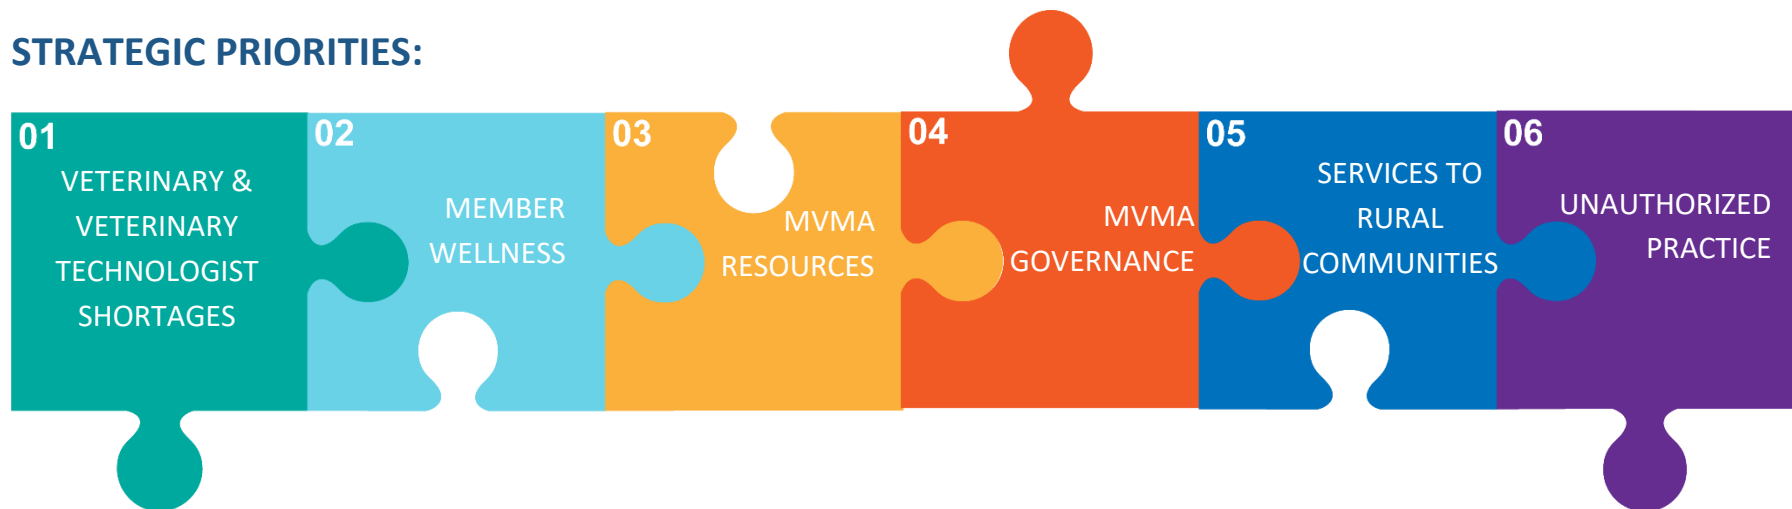 STRATEGIC PRIORITIES:
01
VETERINARY &
VETERINARY
TECHNOLOGIST
SHORTAGES
02
MEMBER
WELLNESS
03
MVMA
RESOURCES
04
MVMA
GOVERNANCE
05
SERVICES TO
RURAL
COMMUNITIES
06
UNAUTHORIZED
PRACTICE